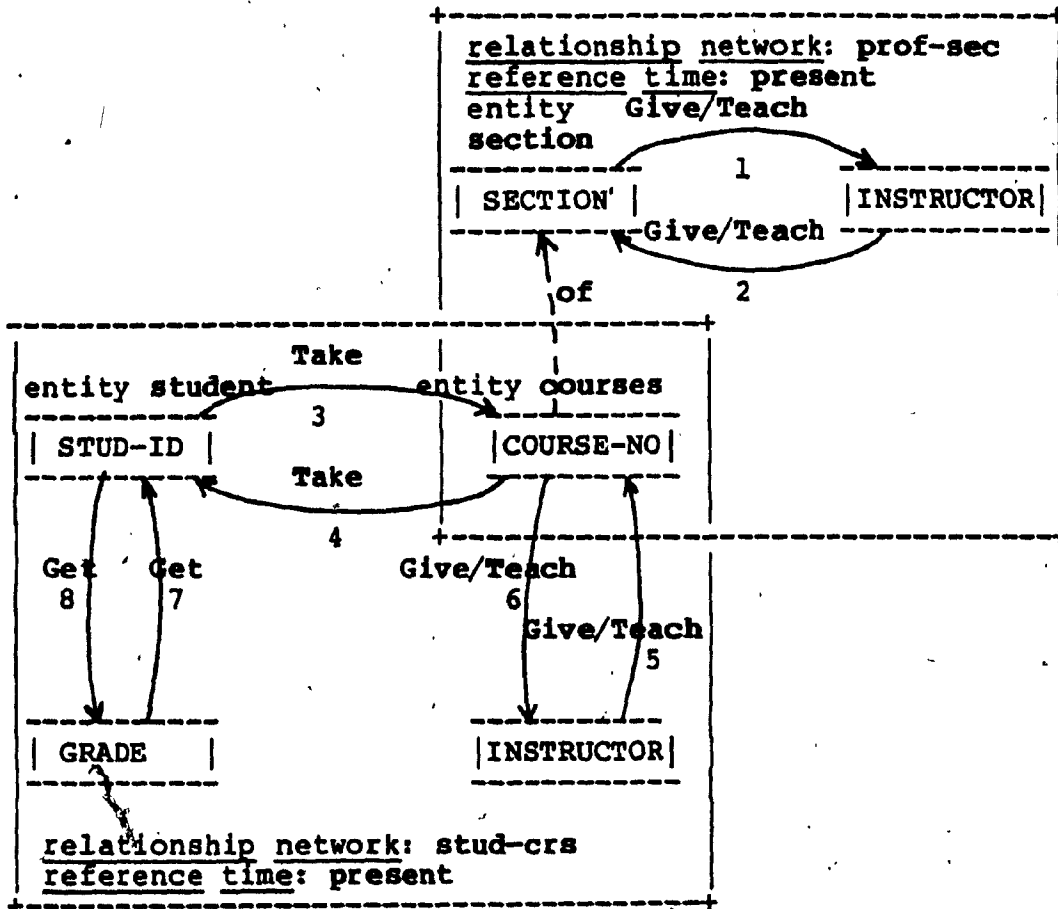 relationship network: prof-sec
reference time: present
entity Give/Teach
section
1
| SECTION' | |INSTRUCTOR|
Give/Teach
2
of
Take
entity student entity courses
3
| STUD-ID | |COURSE-NO|
Take
4
Get Get Give/Teach
8 7 6
Give/Teach
5
| GRADE | |INSTRUCTOR|
relationship network: stud-crs
reference time: present